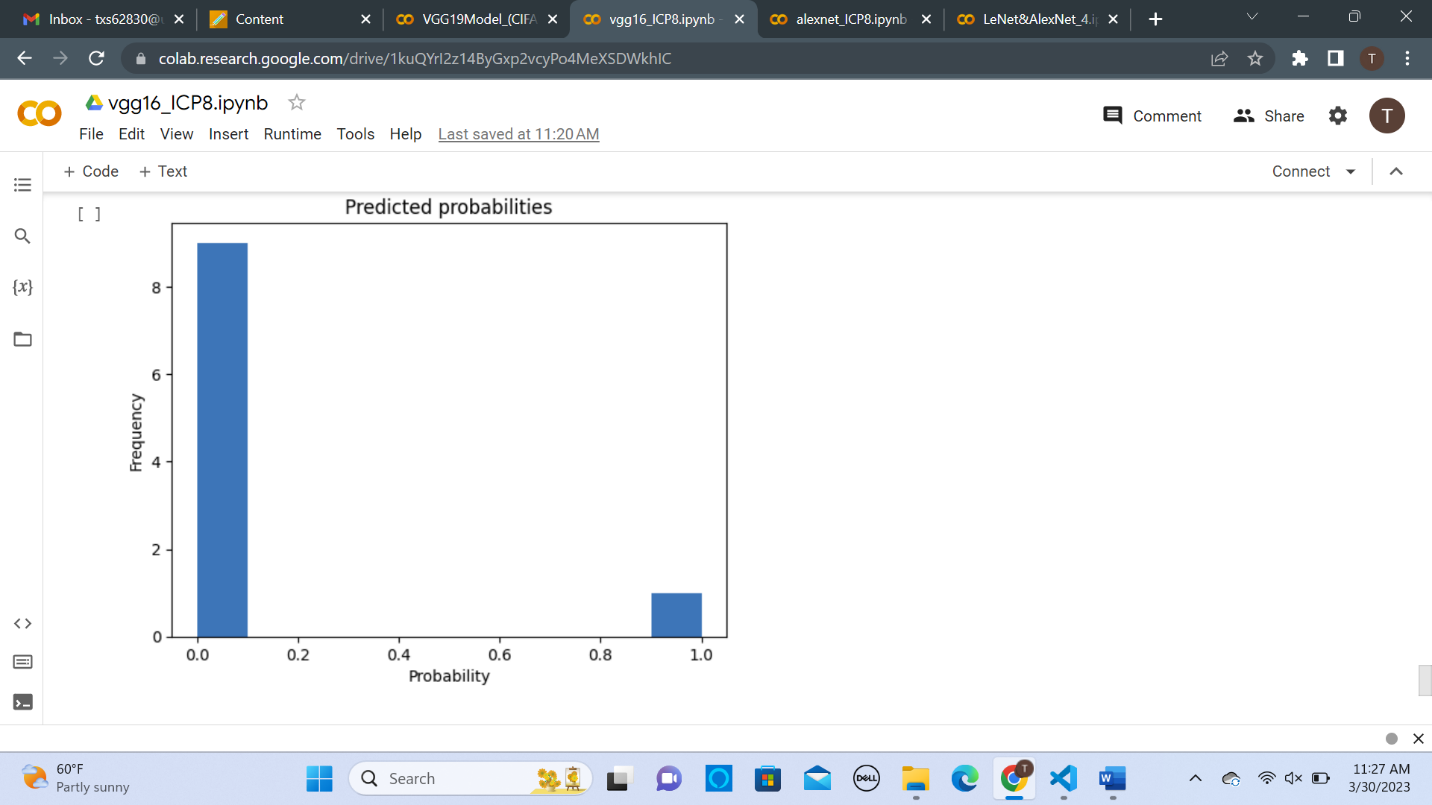 Inbox - txs62830@u
Content
VGG19Model_(CIFA
vgg16_ICP8.ipynb -
alexnet_ICP8.ipynb
LeNet&AlexNet_4.i
colab.research.google.com/drive/1kuQYrI2z14ByGxp2vcyPo4MeXSDWkhIC
T
vgg16_ICP8.ipynb
Comment
Share
T
File Edit View Insert Runtime Tools Help Last saved at 11:20 AM
+ Code + Text
Connect
[ ]
Predicted probabilities
{x}
8
6
Frequency
4
2
0
0.0 0.2 0.4 0.6 0.8 1.0
Probability
60°F
Partly sunny
Search
DELL
T
W
11:27 AM
3/30/2023